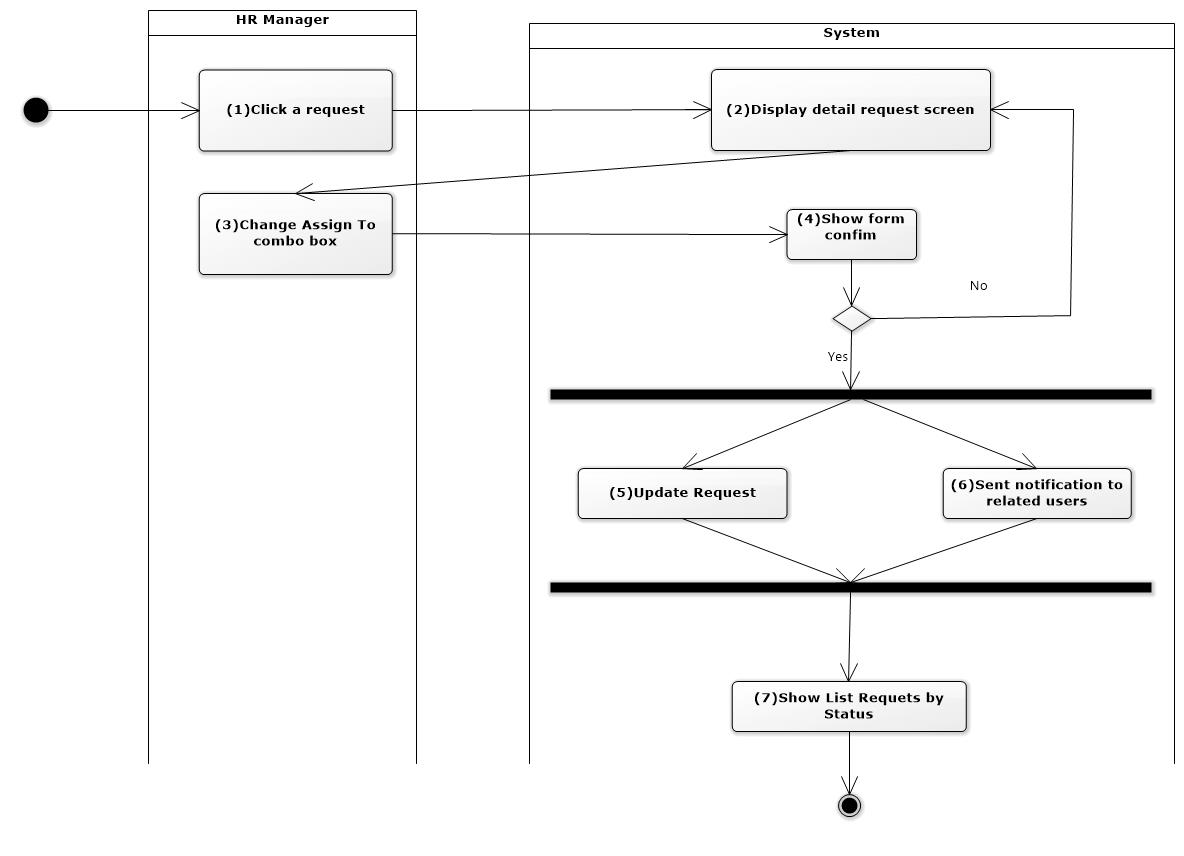 HR Manager
System
(1)Click a request
(2)Display detail request screen
(3)Change Assign To
combo box
(4)Show form
confim
No
Yes
(5)Update Request
(6)Sent notification to
related users
(7)Show List Requets by
Status